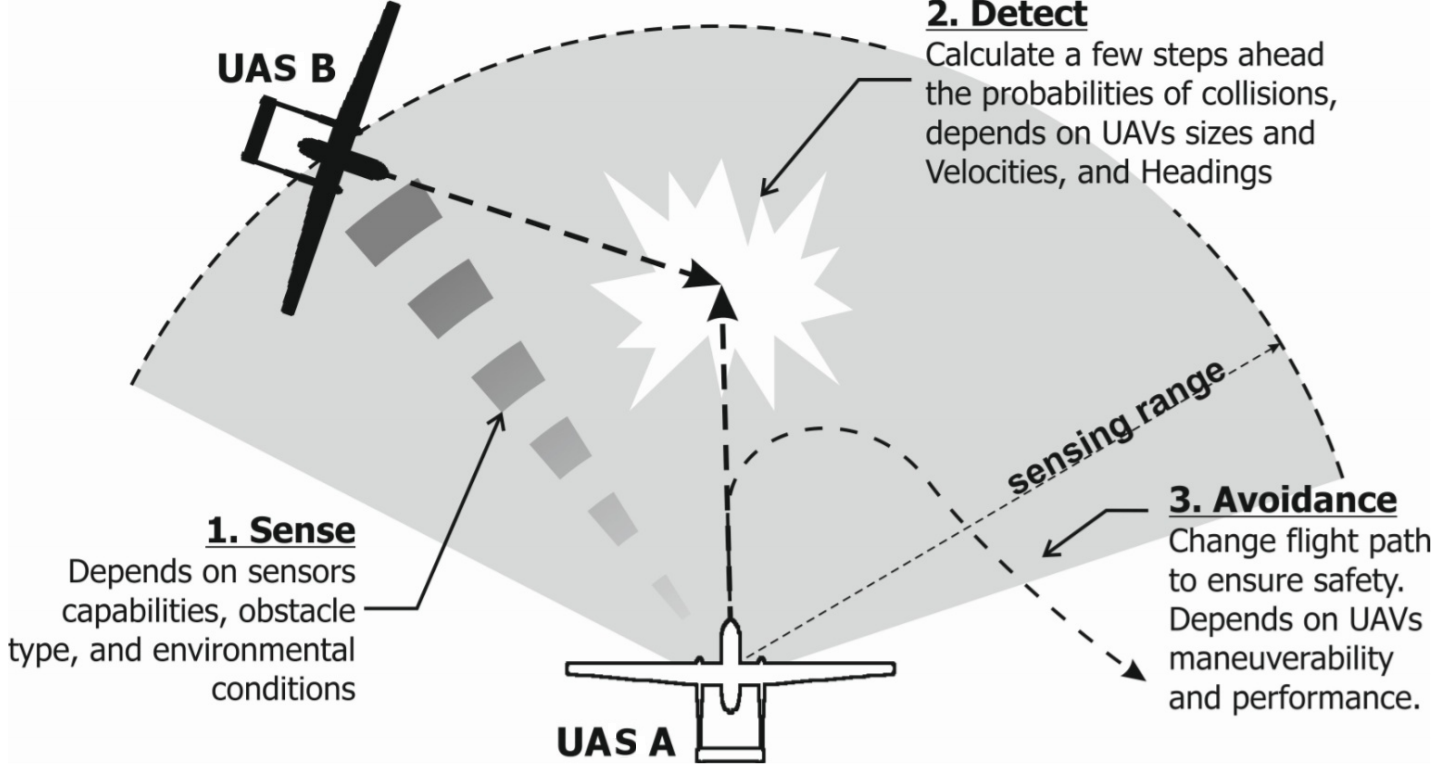 UAS B
2. Detect
Calculate a few steps ahead
the probabilities of collisions,
depends on UAVs sizes and
Velocities, and Headings
sensing range
1. Sense
Depends on sensors
capabilities, obstacle
type, and environmental
conditions
3. Avoidance
Change flight path
to ensure safety.
Depends on UAVs
maneuverability
and performance.
UAS A